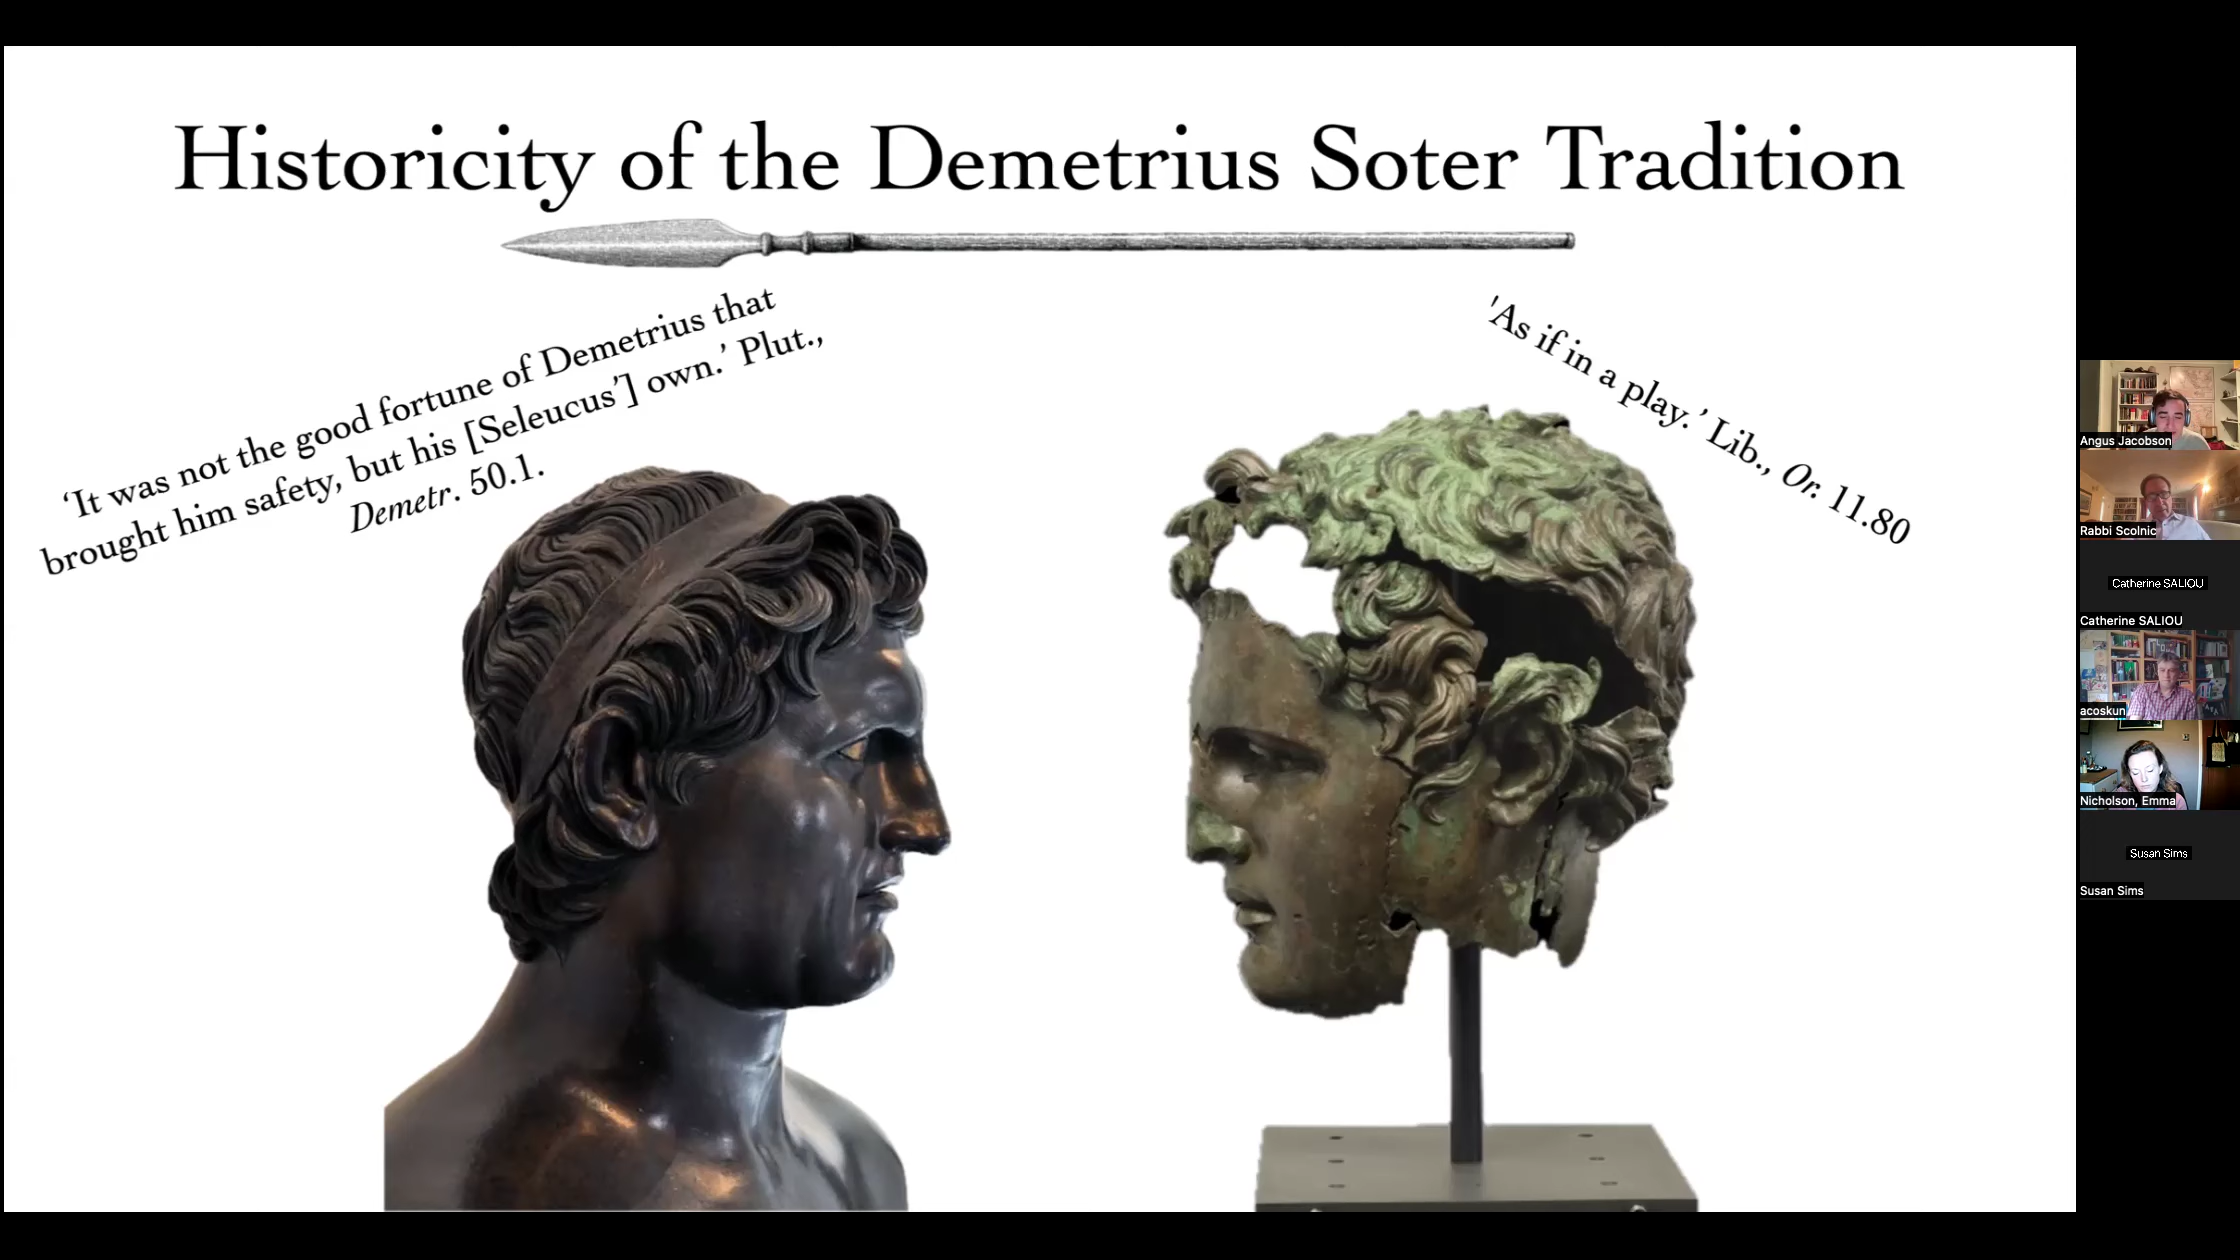 Historicity of the Demetrius Soter Tradition
‘It was not the good fortune of Demetrius that
brought him safety, but his [Seleucus’] own.’ Plut.,
Demetr. 50.1.
'As if in a play.’ Lib., Or. 11.80
Angus Jacobson
Rabbi Scolnic
Catherine SALIOU
Catherine SALIOU
acoskun
Nicholson, Emma
Susan Sims
Susan Sims